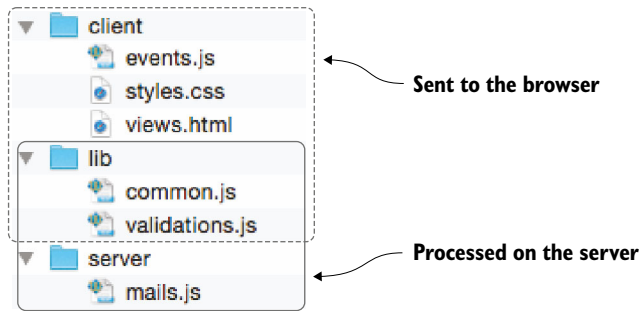 client
events.js
Sent to the browser
styles.css
views.html
lib
common.js
validations.js
server
Processed on the server
mails.js